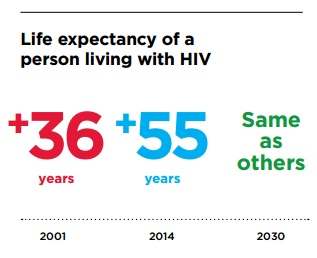 Life expectancy of a
person living with HIV
+36 +55 Same
as
others
years years
2001 2014 2030